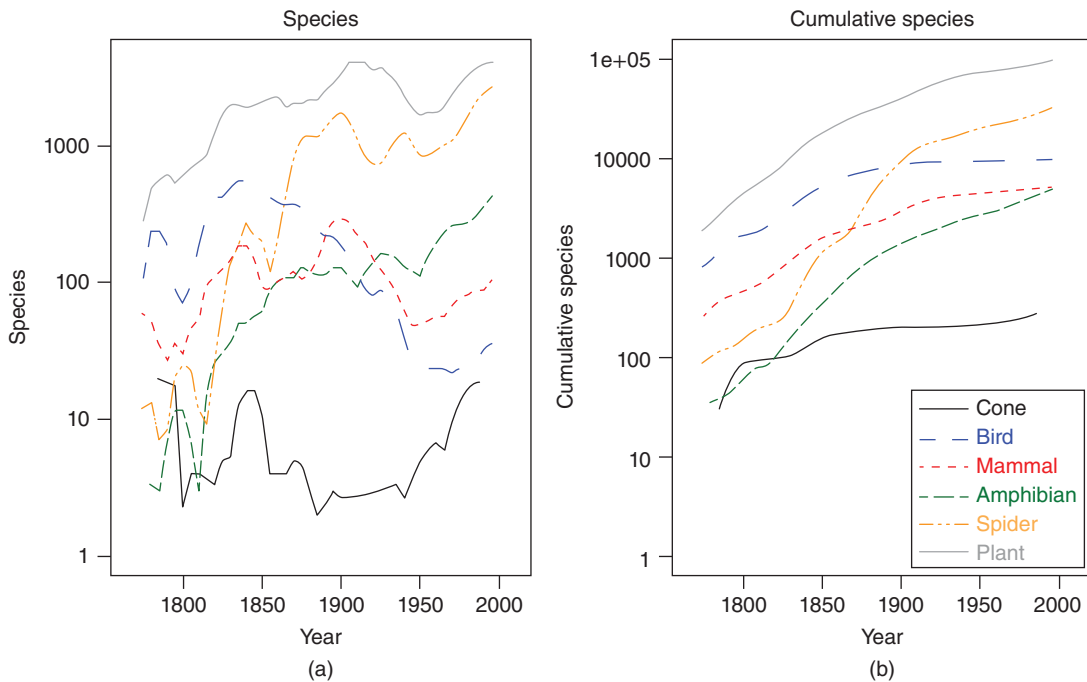 Species
Species
1000
100
10
1
1800 1850 1900 1950 2000
Year
(a)
Cumulative species
Cumulative species
1e+05
10000
1000
100
10
1
Cone
Bird
Mammal
Amphibian
Spider
Plant
1800 1850 1900 1950 2000
Year
(b)